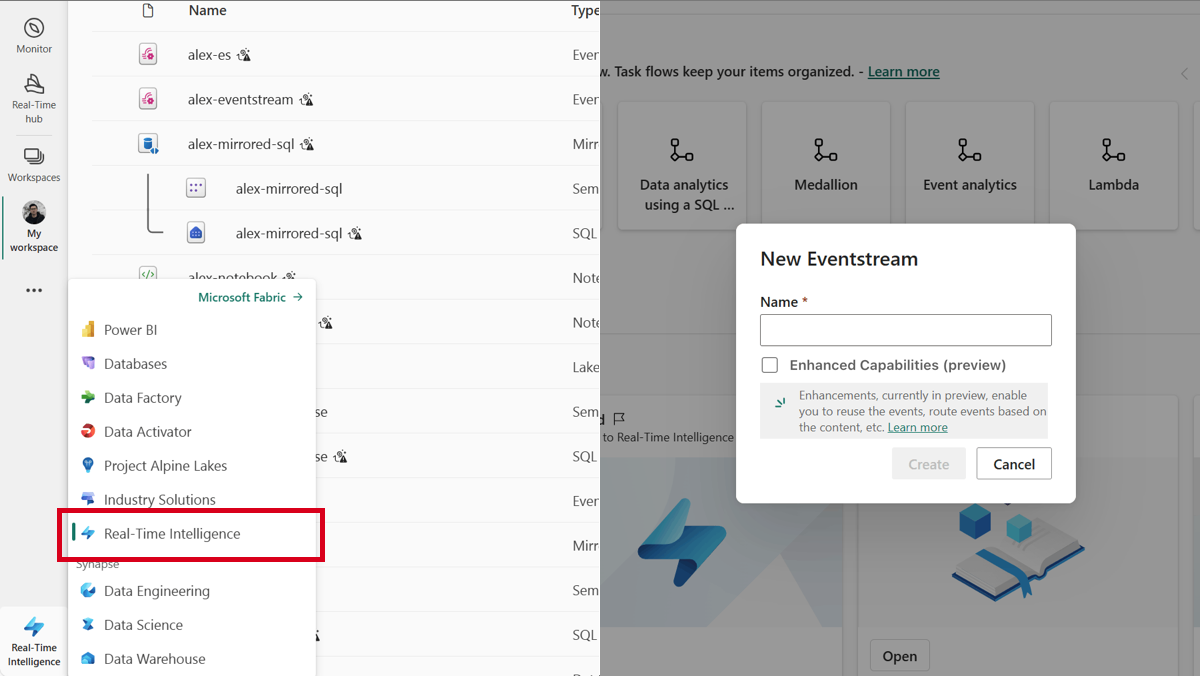 Monitor
Real-Time
hub
Workspaces
My
workspace
Real-Time
Intelligence
Name
Type
alex-es
Even
alex-eventstream
Even
alex-mirrored-sql
Mirr
alex-mirrored-sql
Sem
alex-mirrored-sql
SQL
alex-notebook
Note
Note
Lake
se
Sem
se
SQL
Even
Mirr
Sem
SQL
Microsoft Fabric
Power BI
Databases
Data Factory
Data Activator
Project Alpine Lakes
Industry Solutions
Real-Time Intelligence
Synapse
Data Engineering
Data Science
Data Warehouse
w. Task flows keep your items organized. - Learn more
Data analytics
using a SQL ...
Medallion
Event analytics
Lambda
New Eventstream
Name *
Enhanced Capabilities (preview)
Enhancements, currently in preview, enable
you to reuse the events, route events based on
the content, etc. Learn more
Create
Cancel
d
to Real-Time Intelligence
Open